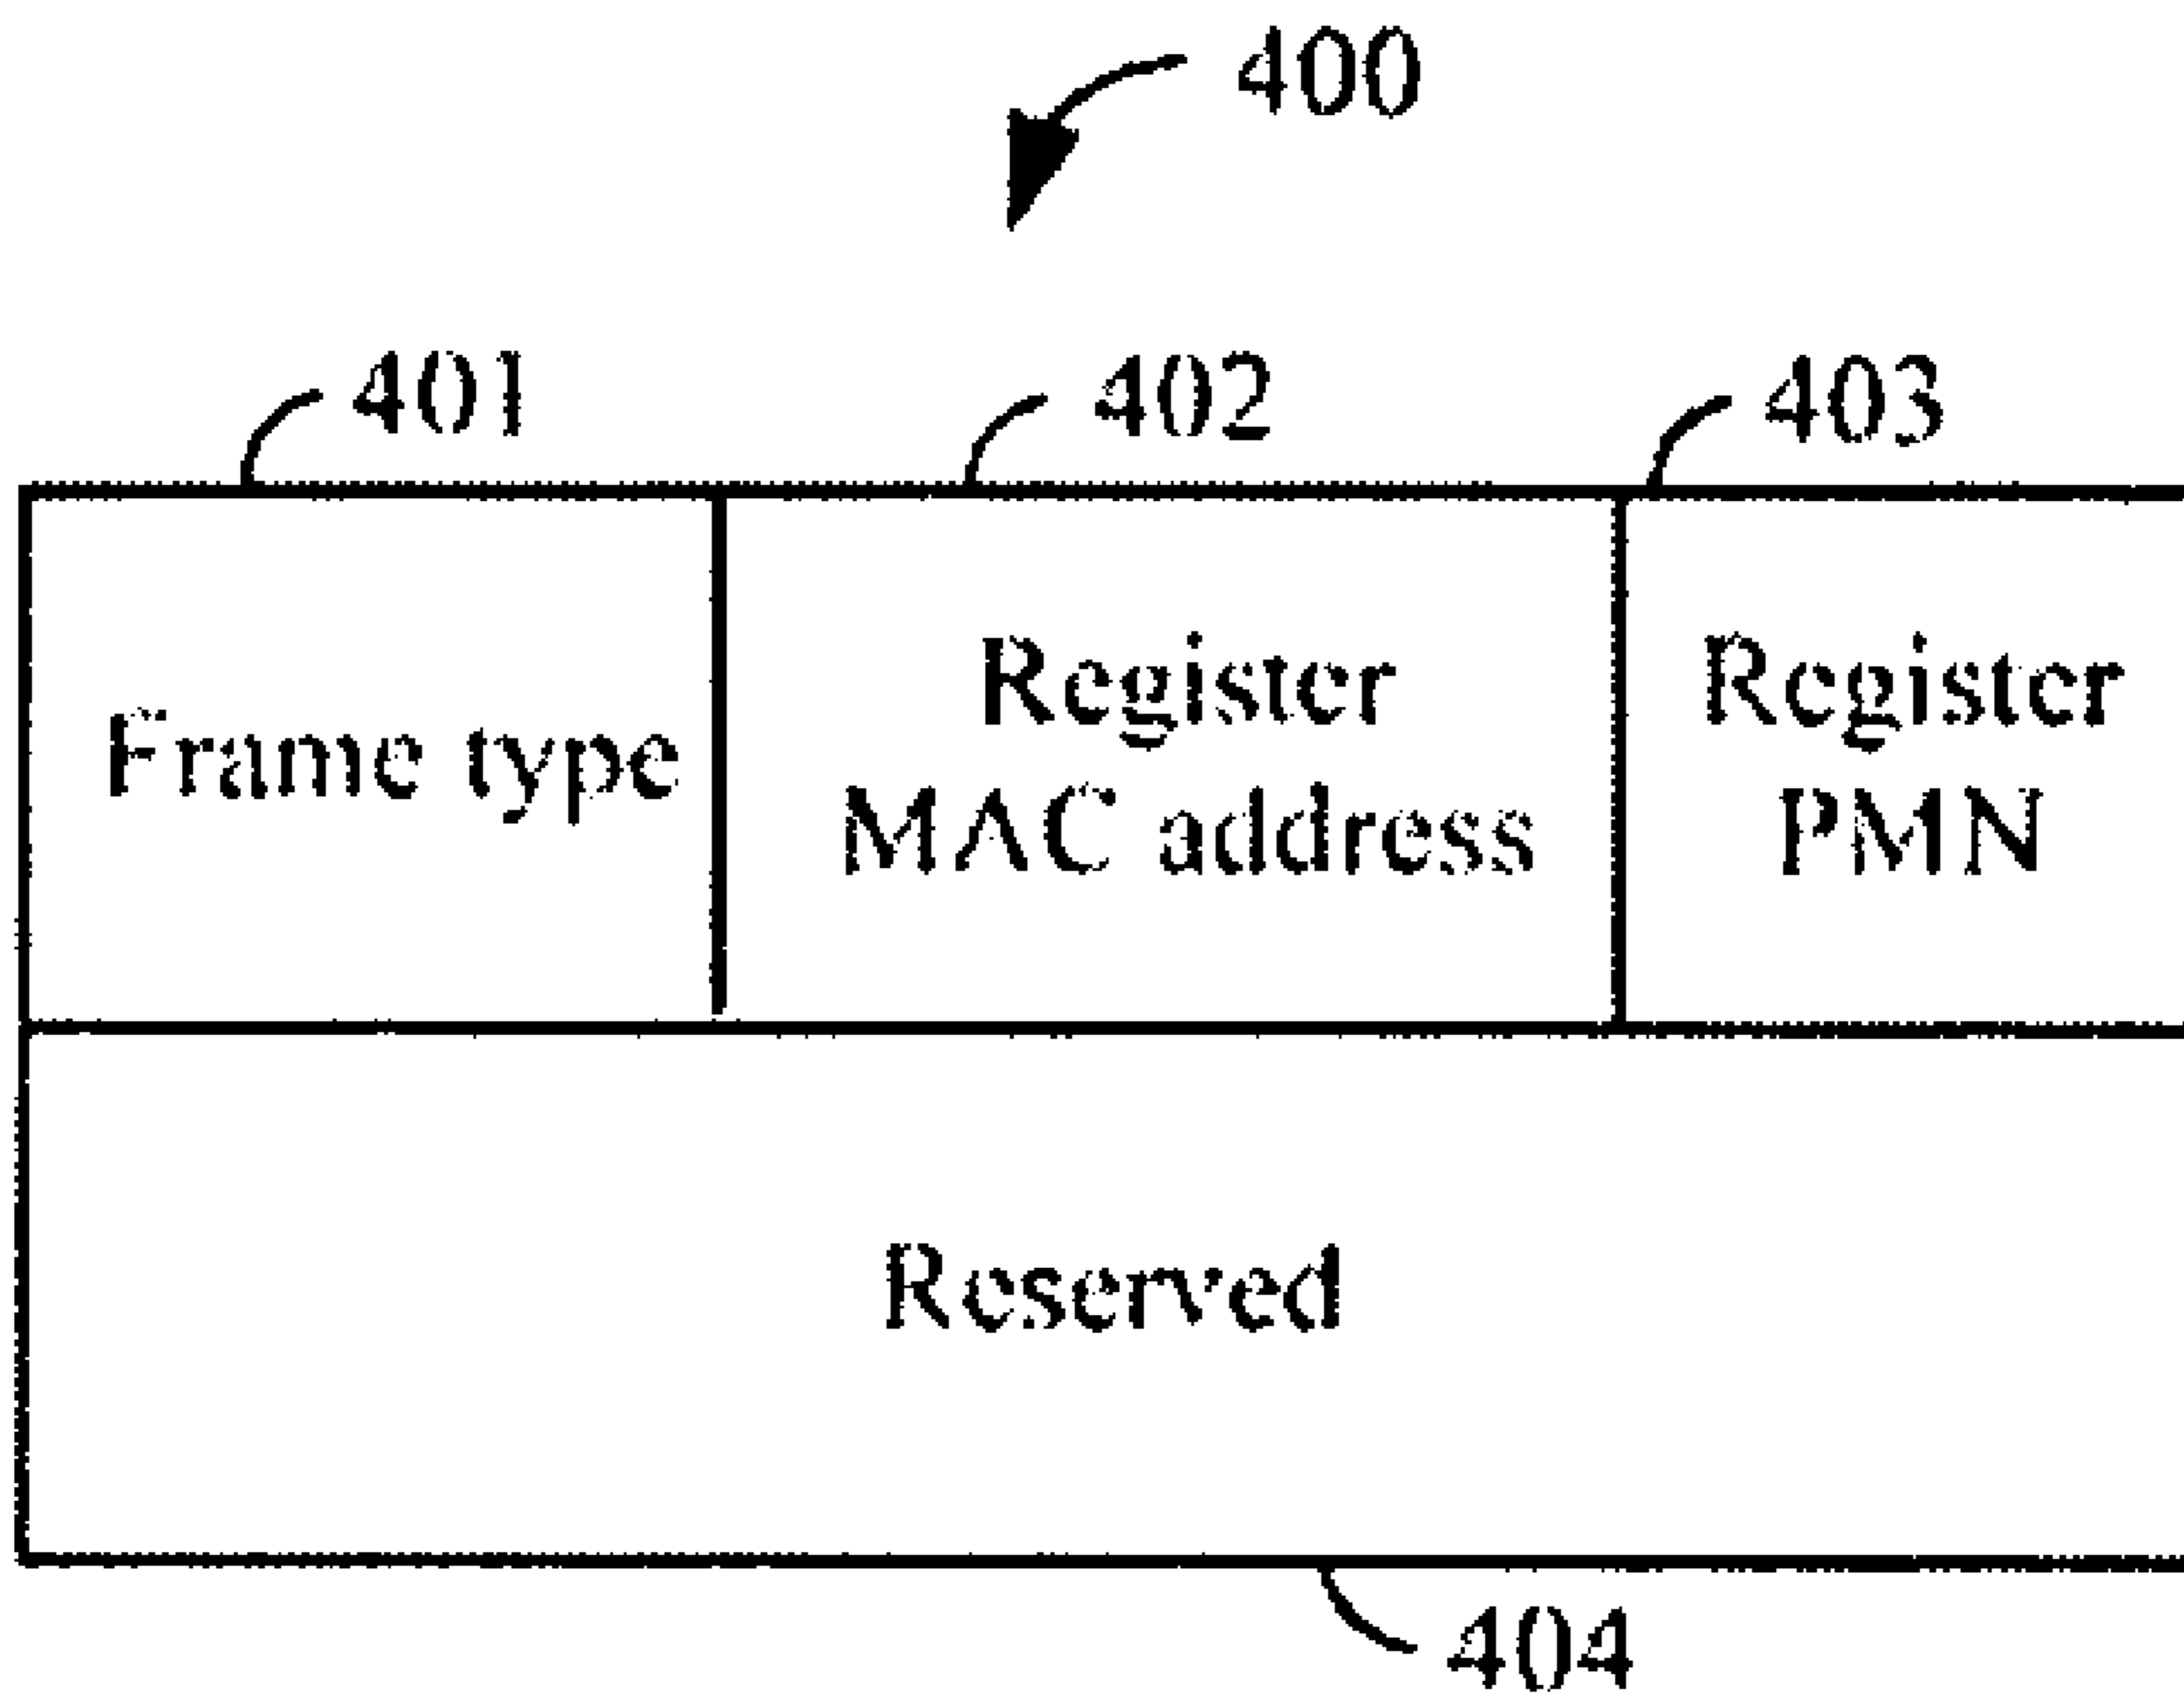 400
401
402
403
Frame type
Register
MAC address
Register
PMN
Reserved
404